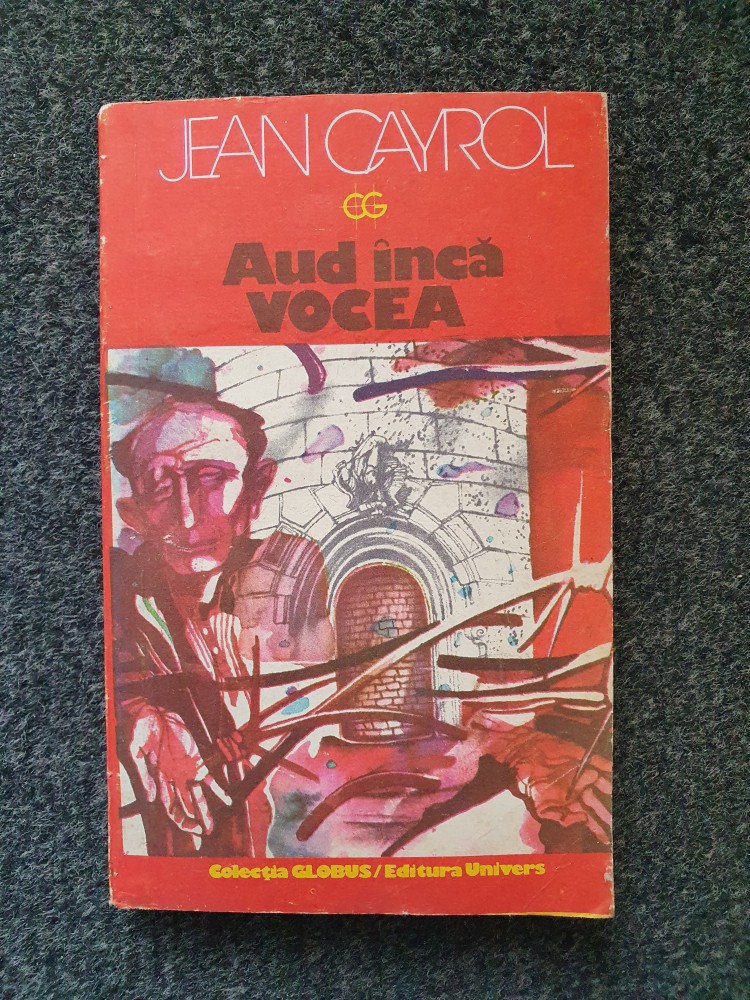 JEAN CAYROL
CG
Aud încă
VOCEA
Colecția GLOBUS/Editura Univers